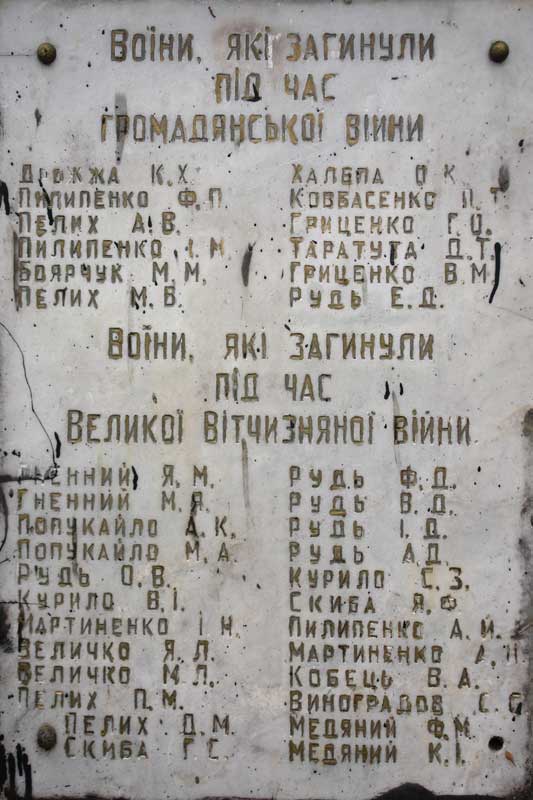 Воїни, які загинули
під час
Громадянської війни
Дрожжа К.Х.
Пилипенко Ф.П.
Пелих А.В.
Пилипенко І.М.
Боярчук М.М.
Пелих М.Б.
Халепа О.К.
Ковбасенко П.Т.
Гриценко Г.О.
Таратута Д.Т.
Гриценко В.М.
Рудь Е.Д.
Воїни, які загинули
під час
Великої Вітчизняної війни
Гненний Я.М.
Гненний М.Я.
Попукайло А.К.
Попукайло М.А.
Рудь О.В.
Курило В.І.
Мартиненко І Н.
Величко Я.Л.
Величко М.Л.
Пелих П.М.
Пелих Д.М.
Скиба Г.С.
Рудь Ф.Д.
Рудь В.Д.
Рудь І.Д.
Рудь А.Д.
Курило С.З.
Скиба Я.Ф
Пилипенко А.И.
Мартиненко
Кобець В.А.
Виноградов С.С
Медяний Ф.М.
Медяний К.І.